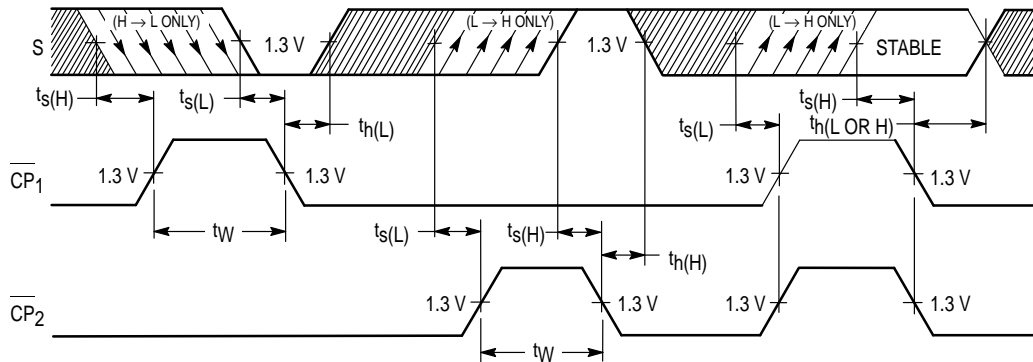 (H → L ONLY) (L → H ONLY) (L → H ONLY)
S 1.3 V 1.3 V STABLE
ts(H) ts(L) ts(H)
th(L) ts(L) th(L OR H)
CP1 1.3 V 1.3 V 1.3 V 1.3 V
tW ts(L) ts(H)
th(H)
CP2 1.3 V 1.3 V 1.3 V 1.3 V
tW